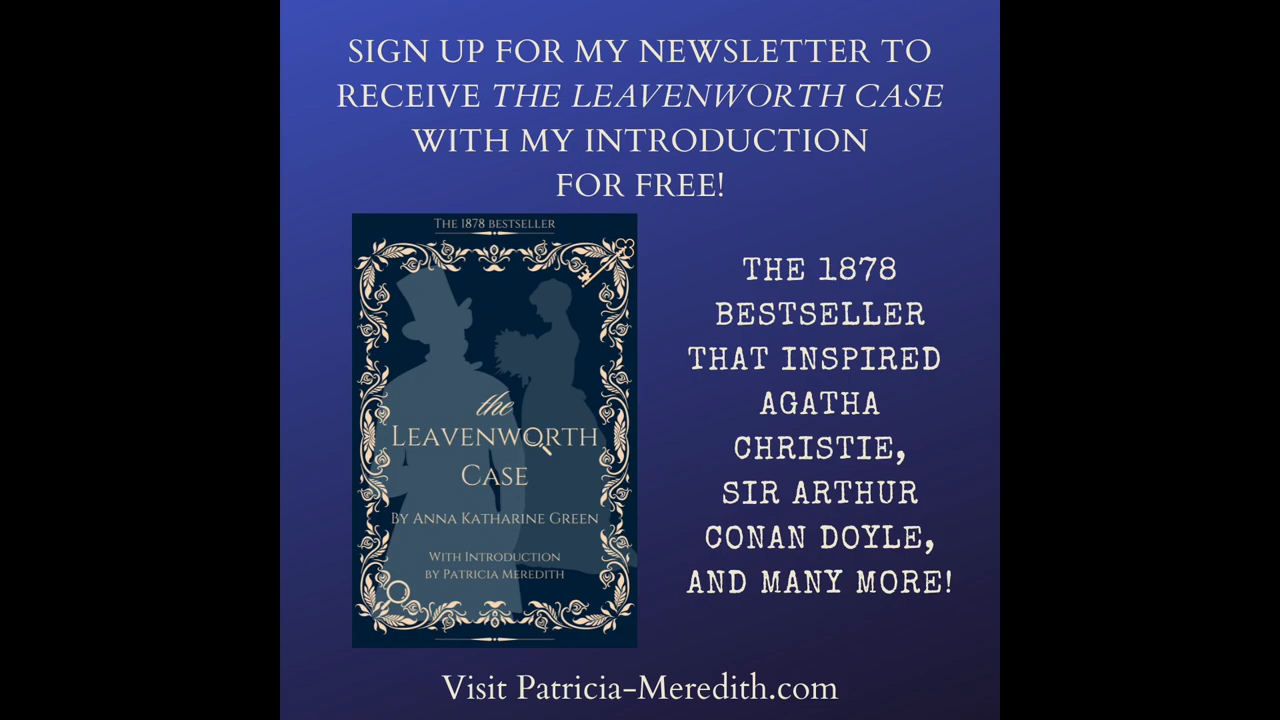 SIGN UP FOR MY NEWSLETTER TO
RECEIVE THE LEAVENWORTH CASE
WITH MY INTRODUCTION
FOR FREE!
THE 1878 BESTSELLER
the
LEAVENWORTH
CASE
BY ANNA KATHARINE GREEN
WITH INTRODUCTION
BY PATRICIA MEREDITH
THE 1878
BESTSELLER
THAT INSPIRED
AGATHA
CHRISTIE,
SIR ARTHUR
CONAN DOYLE,
AND MANY MORE!
Visit Patricia-Meredith.com